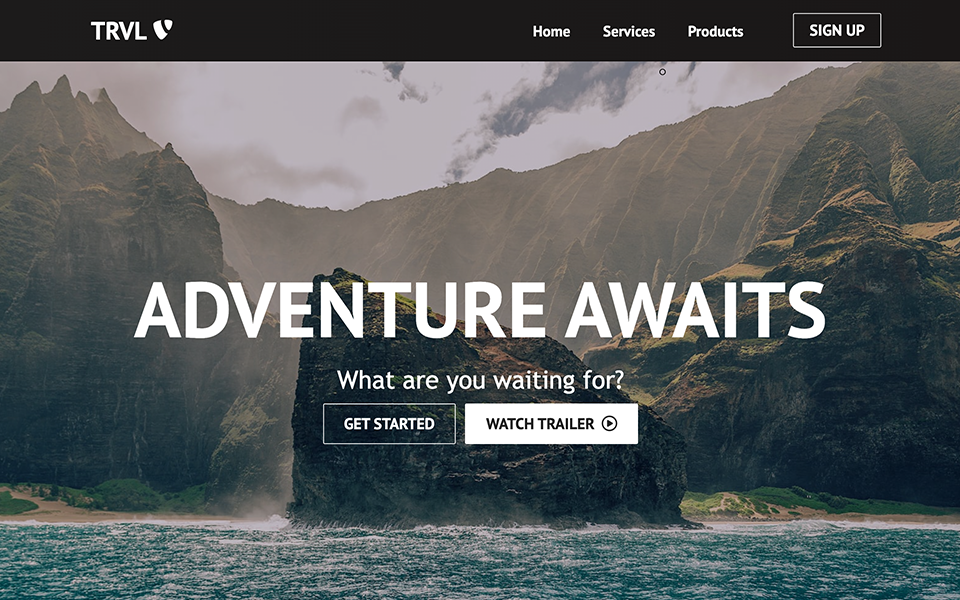 TRVL
Home Services Products SIGN UP
ADVENTURE AWAITS
What are you waiting for?
GET STARTED WATCH TRAILER